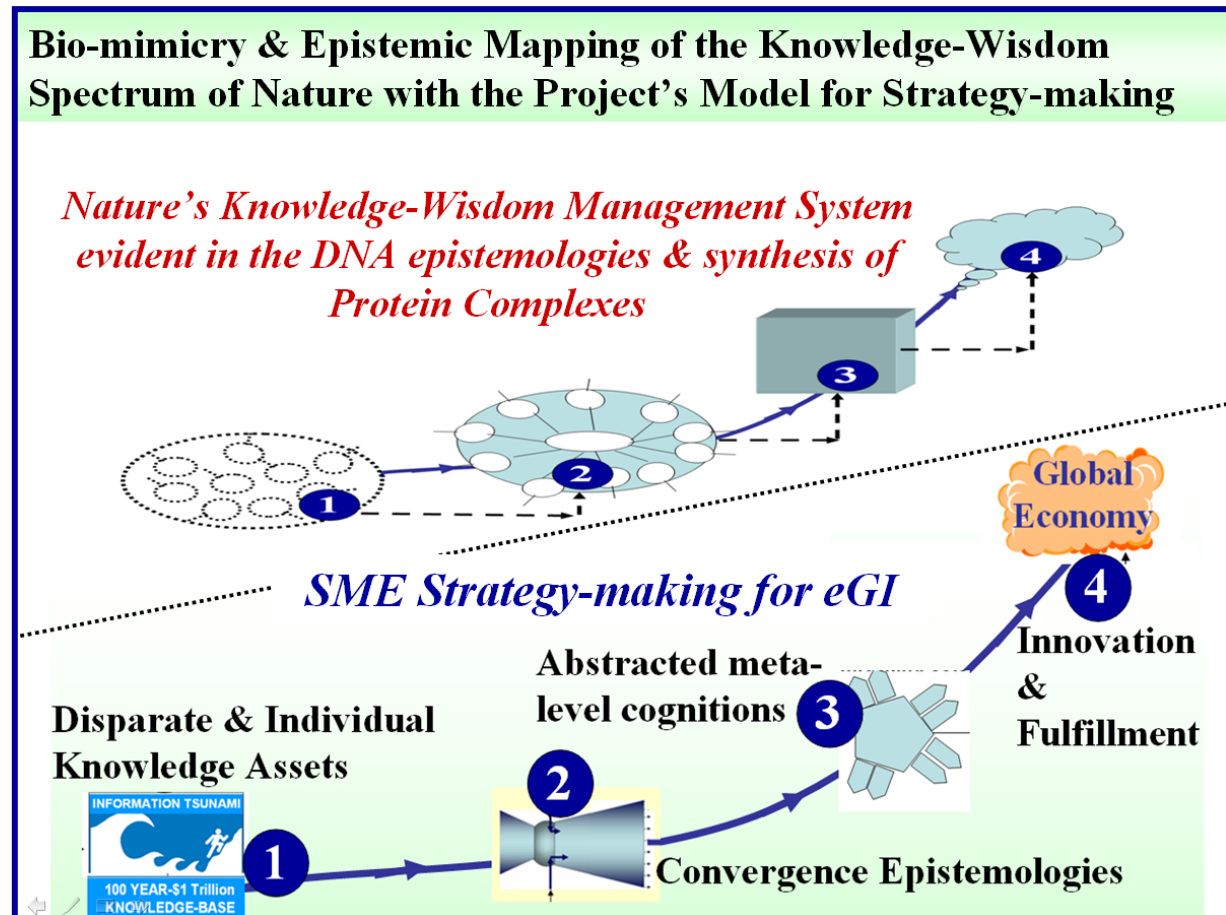 Bio-mimicry & Epistemic Mapping of the Knowledge-Wisdom
Spectrum of Nature with the Project's Model for Strategy-making
Nature's Knowledge-Wisdom Management System
evident in the DNA epistemologies & synthesis of
Protein Complexes
4
3
2
1
Global
Economy
SME Strategy-making for eGI
4
Innovation
&
Fulfillment
Abstracted meta-
level cognitions
3
Disparate & Individual
Knowledge Assets
2
INFORMATION TSUNAMI
1
Convergence Epistemologies
100 YEAR-$1 Trillion
KNOWLEDGE-BASE